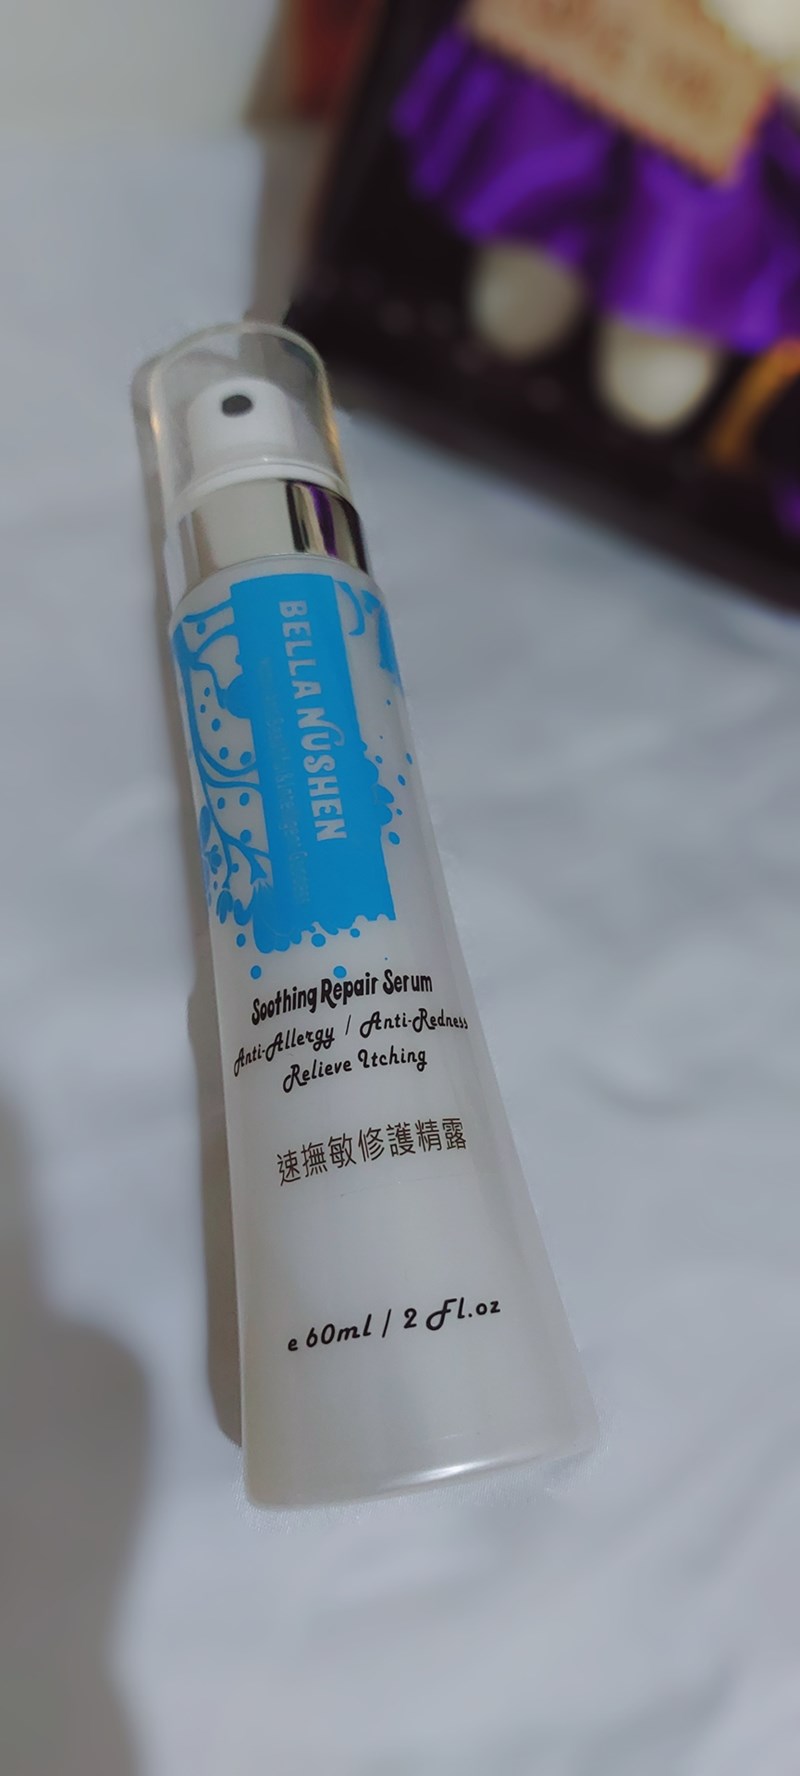 BELLA NUSHEN
Soothing Repair Serum
Anti-Allergy / Anti-Redness
Relieve Itching
速撫敏修護精露
e 60ml / 2 Fl.oz